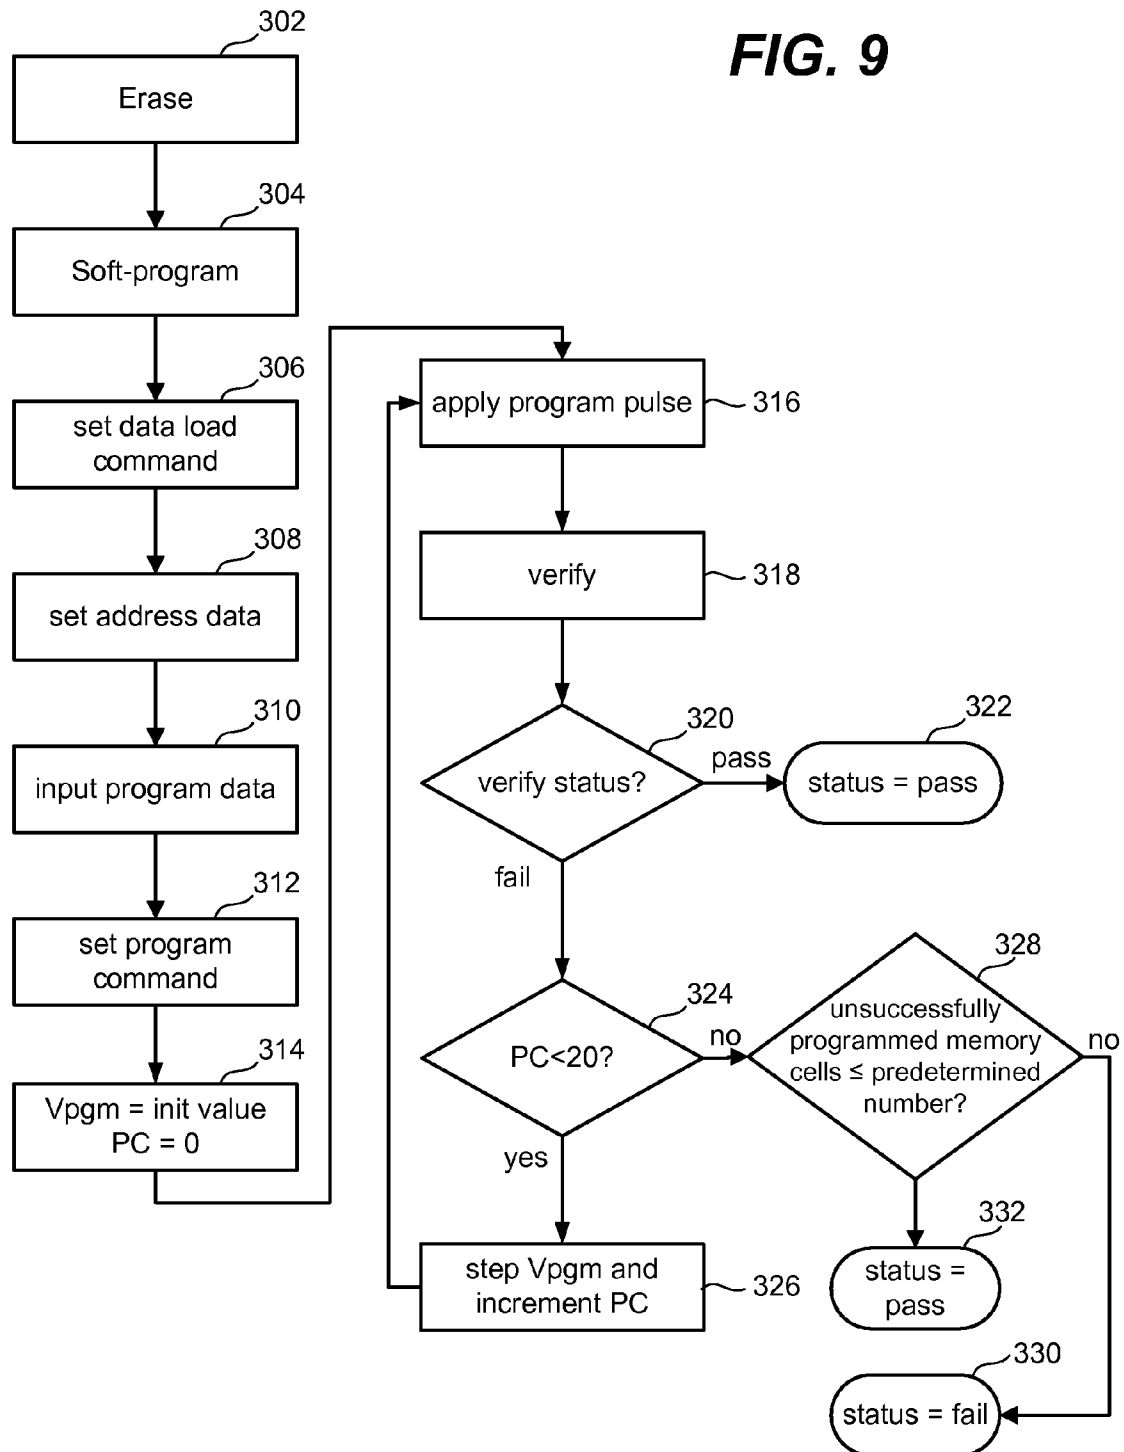 FIG. 9
302
Erase
304
Soft-program
306
set data load
command
308
set address data
310
input program data
312
set program
command
314
Vpgm = init value
PC = 0
apply program pulse
316
verify
318
320
verify status?
pass
322
status = pass
fail
324
PC<20?
no
328
unsuccessfully
programmed memory
cells ≤ predetermined
number?
no
yes
step Vpgm and
increment PC
326
332
status =
pass
330
status = fail